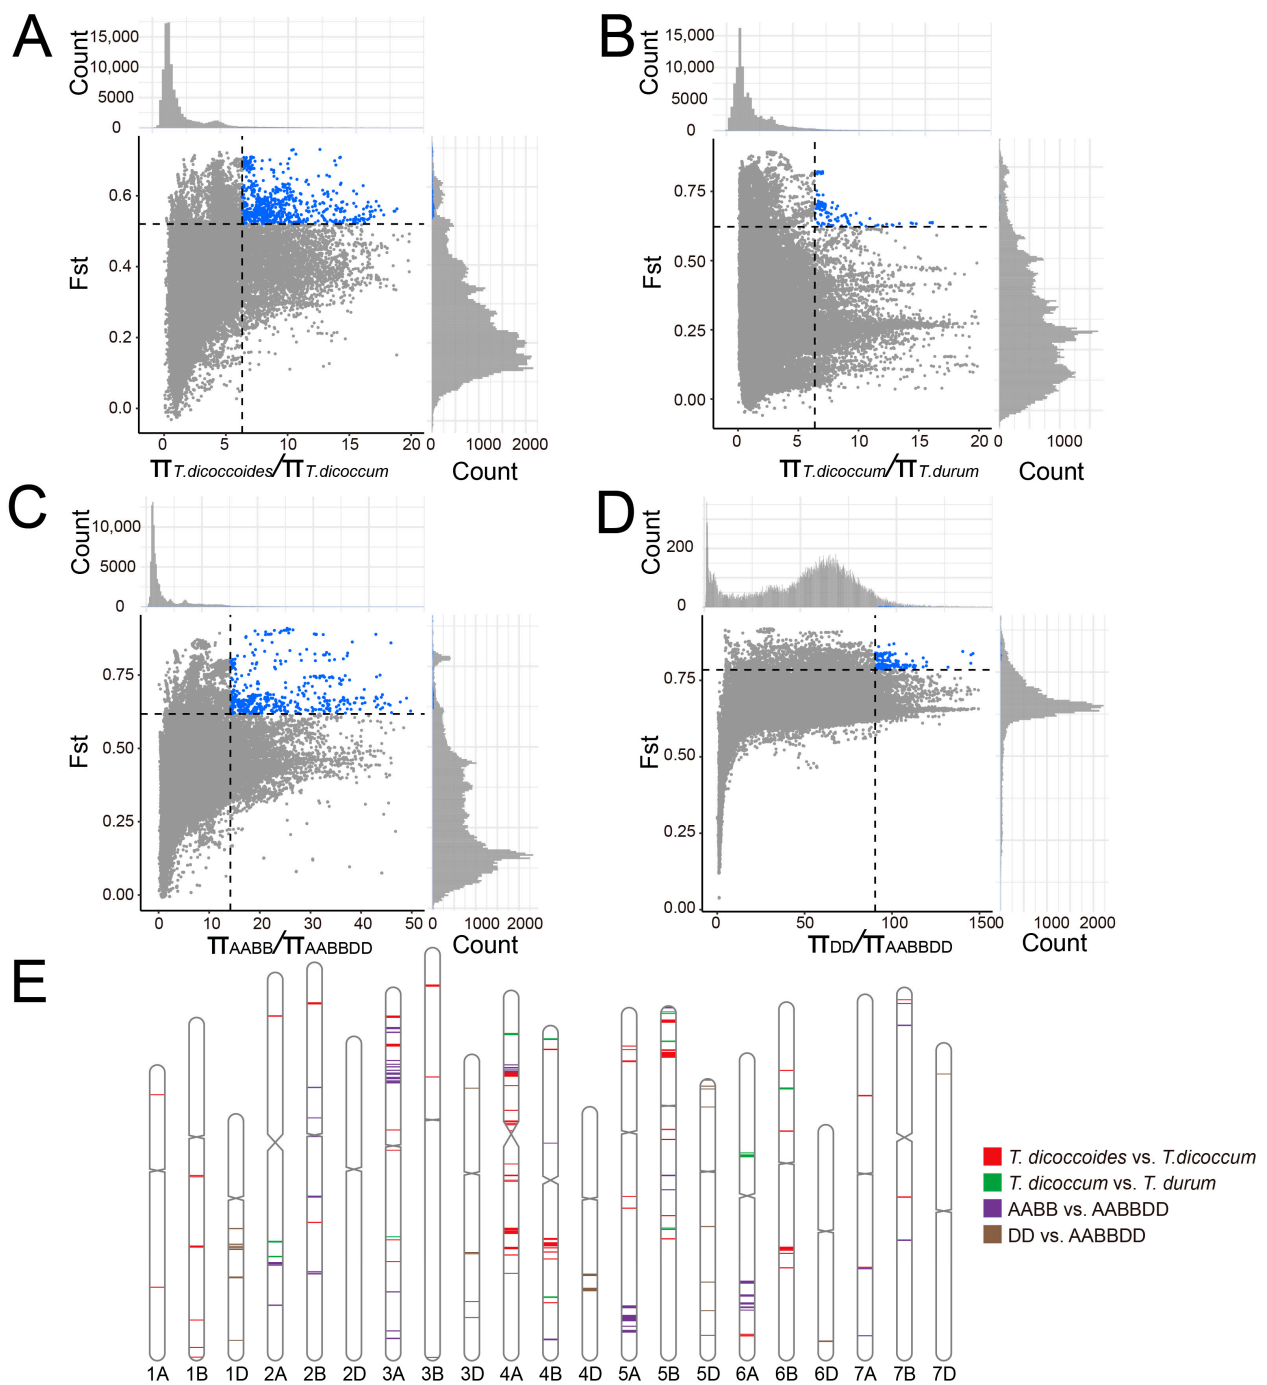 A
Count
15,000
10,000
5000
0
Fst
0.6
0.4
0.2
0.0
0 5 10 15 20
0 1000 2000
πT.dicoccoides/πT.dicoccum
Count
B
Count
15,000
10,000
5000
0
Fst
0.75
0.50
0.25
0.00
0 5 10 15 20
0 1000
πT.dicoccum/πT.durum
Count
C
Count
10,000
5000
0
Fst
0.75
0.50
0.25
0.00
0 10 20 30 40 50
0 1000 2000
πAABB/πAABBDD
Count
D
Count
200
0
Fst
0.75
0.50
0.25
0.00
0 50 100 150
0 1000 2000
πDD/πAABBDD
Count
E
T. dicoccoides vs. T.dicoccum
T. dicoccum vs. T. durum
AABB vs. AABBDD
DD vs. AABBDD
1A 1B 1D 2A 2B 2D 3A 3B 3D 4A 4B 4D 5A 5B 5D 6A 6B 6D 7A 7B 7D